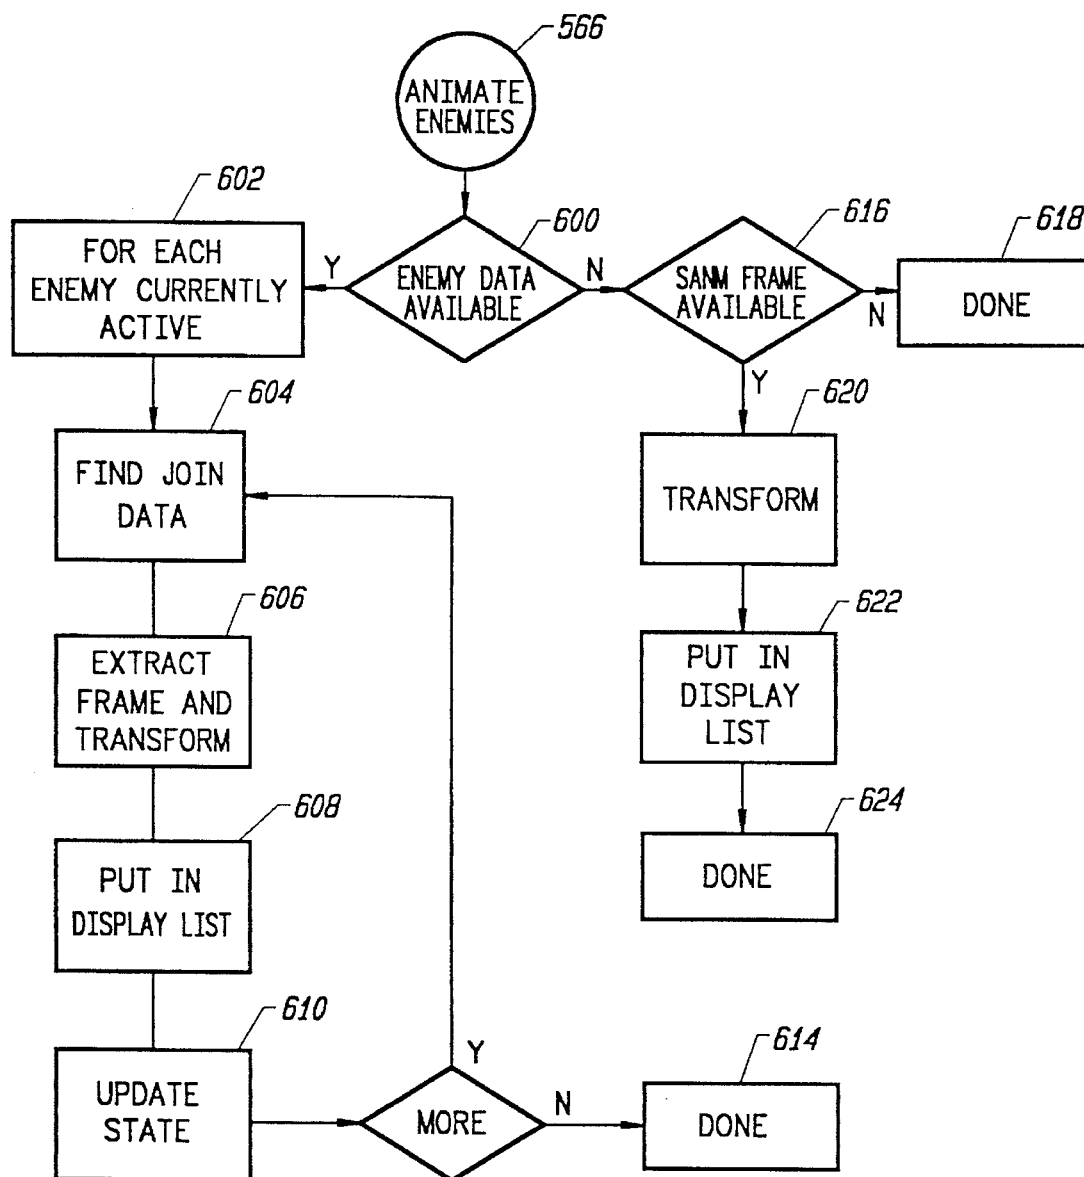 566
ANIMATE
ENEMIES
602
FOR EACH
ENEMY CURRENTLY
ACTIVE
Y
600
ENEMY DATA
AVAILABLE
N
616
SANM FRAME
AVAILABLE
N
618
DONE
Y
604
FIND JOIN
DATA
620
TRANSFORM
606
EXTRACT
FRAME AND
TRANSFORM
622
PUT IN
DISPLAY
LIST
608
PUT IN
DISPLAY LIST
624
DONE
610
UPDATE
STATE
Y
MORE
N
614
DONE